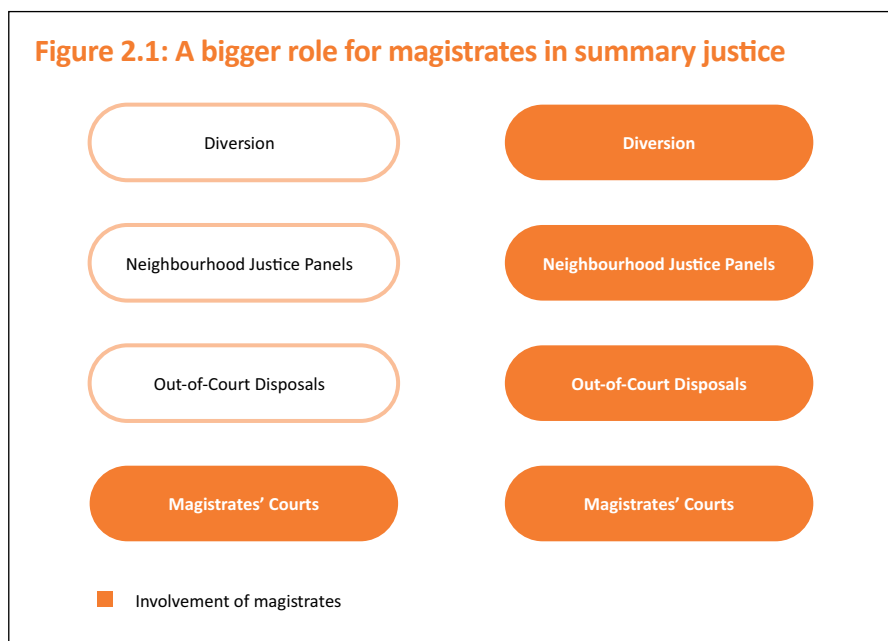 Figure 2.1: A bigger role for magistrates in summary justice
Diversion
Diversion
Neighbourhood Justice Panels
Neighbourhood Justice Panels
Out-of-Court Disposals
Out-of-Court Disposals
Magistrates’ Courts
Magistrates’ Courts
Involvement of magistrates